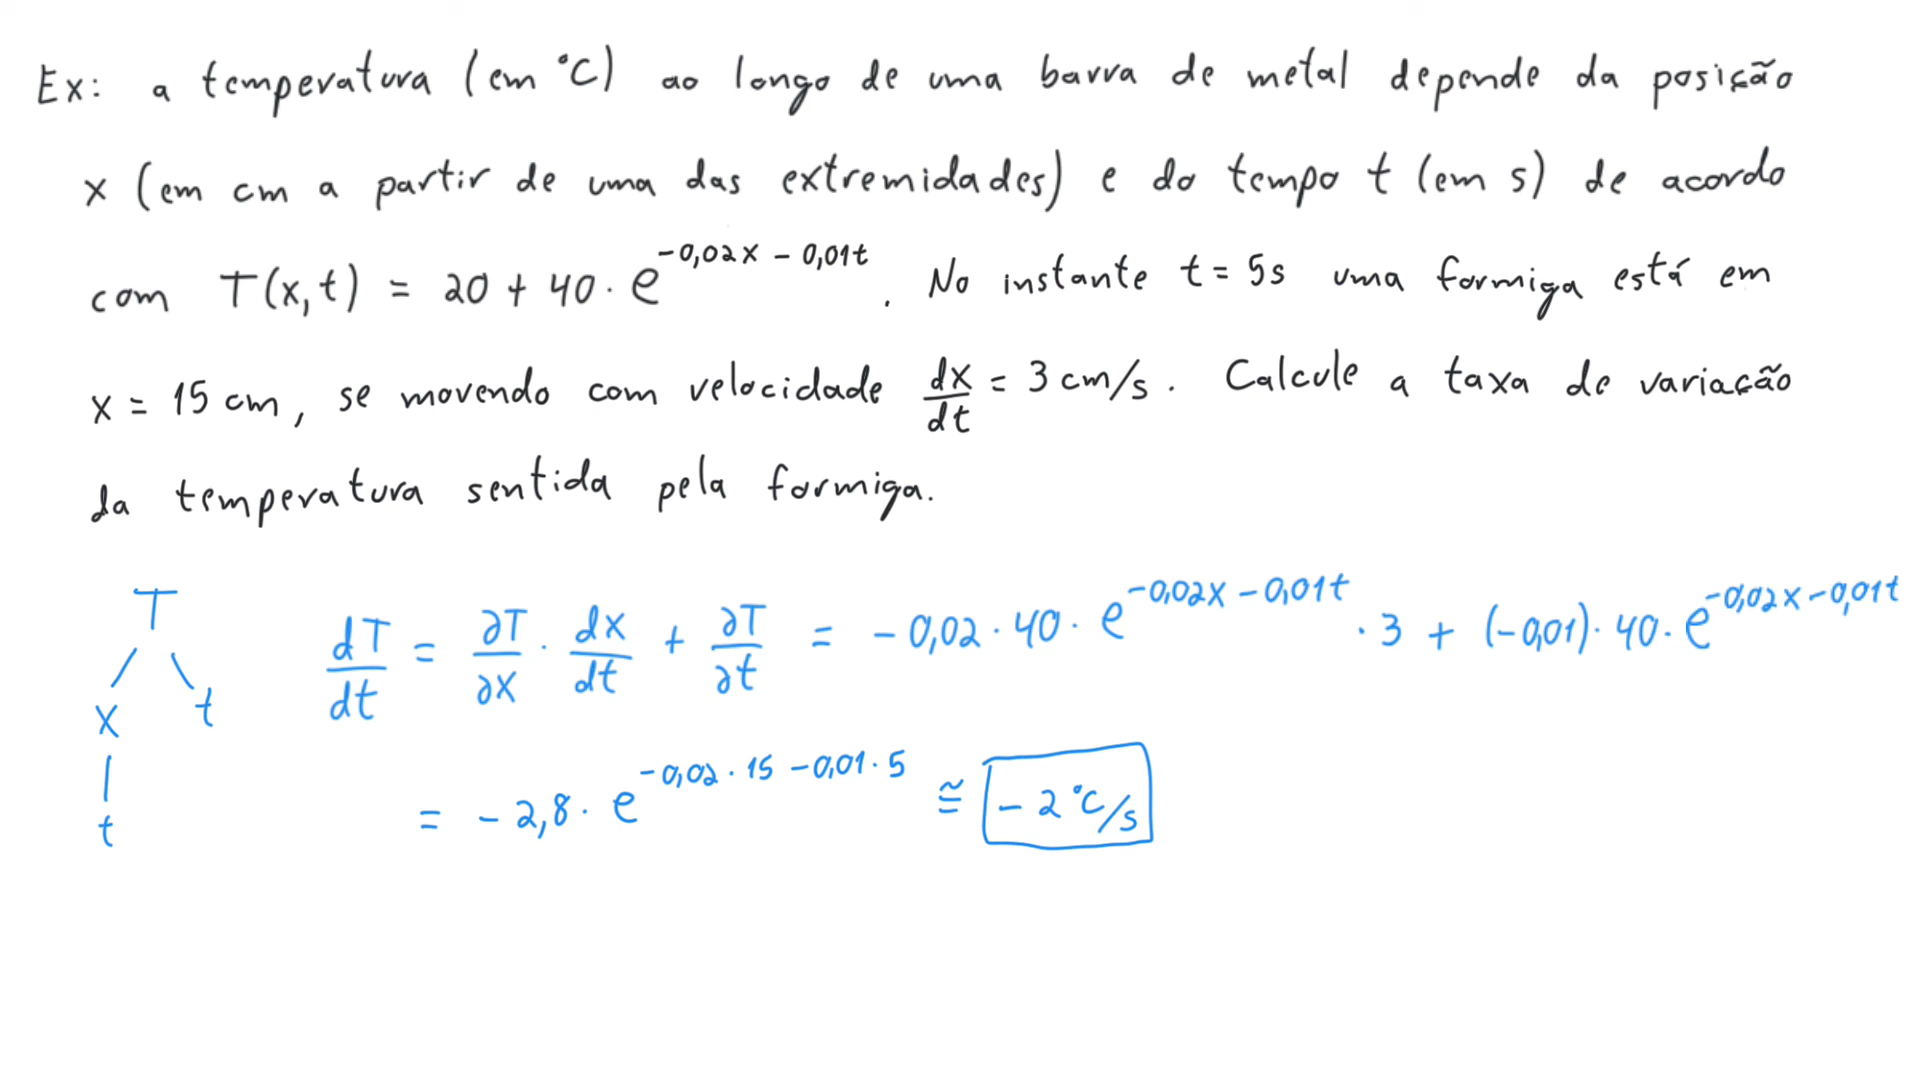 Ex: a temperatura (em °C) ao longo de uma barra de metal depende da posição
x (em cm a partir de uma das extremidades) e do tempo t (em s) de acordo
com T(x,t) = 20 + 40 · e^{-0,02x - 0,01t}. No instante t = 5s uma formiga está em
x = 15 cm, se movendo com velocidade dx/dt = 3 cm/s. Calcule a taxa de variação
da temperatura sentida pela formiga.
T
x t
t
dT/dt = ∂T/∂x · dx/dt + ∂T/∂t = -0,02 · 40 · e^{-0,02x - 0,01t} · 3 + (-0,01) · 40 · e^{-0,02x - 0,01t}
= -2,8 · e^{-0,02 · 15 - 0,01 · 5} ≅ -2 °C/s